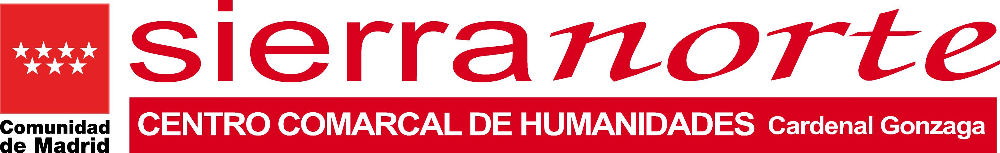 Comunidad
de Madrid
sierranorte
CENTRO COMARCAL DE HUMANIDADES Cardenal Gonzaga